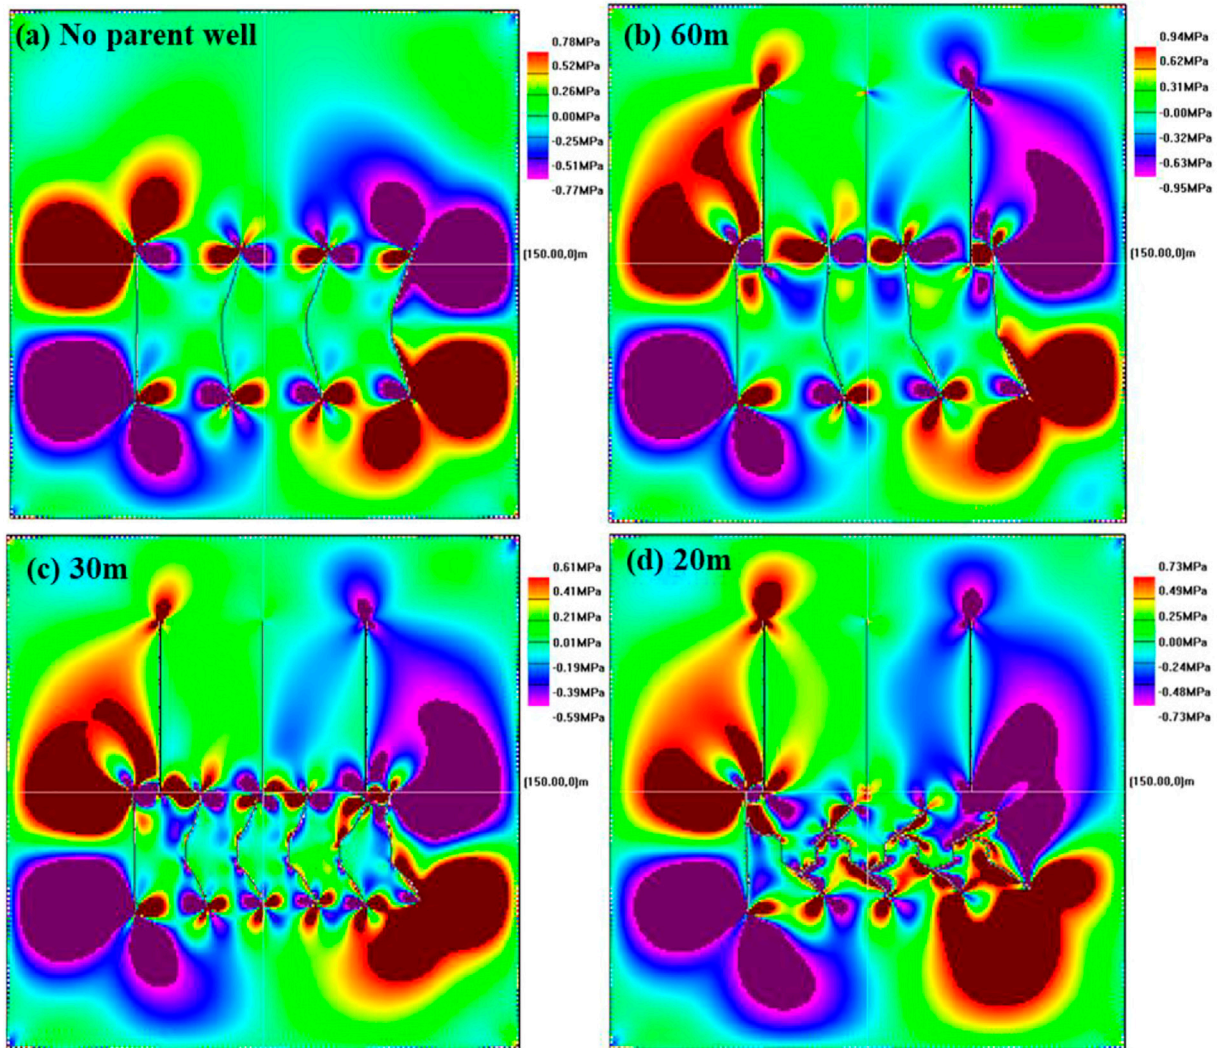 (a) No parent well
0.78MPa
0.52MPa
0.26MPa
0.00MPa
-0.25MPa
-0.51MPa
-0.77MPa
[150.00,0]m
(b) 60m
0.94MPa
0.62MPa
0.31MPa
-0.00MPa
-0.32MPa
-0.63MPa
-0.95MPa
[150.00,0]m
(c) 30m
0.61MPa
0.41MPa
0.21MPa
0.01MPa
-0.19MPa
-0.39MPa
-0.59MPa
[150.00,0]m
(d) 20m
0.73MPa
0.49MPa
0.25MPa
0.00MPa
-0.24MPa
-0.48MPa
-0.73MPa
[150.00,0]m